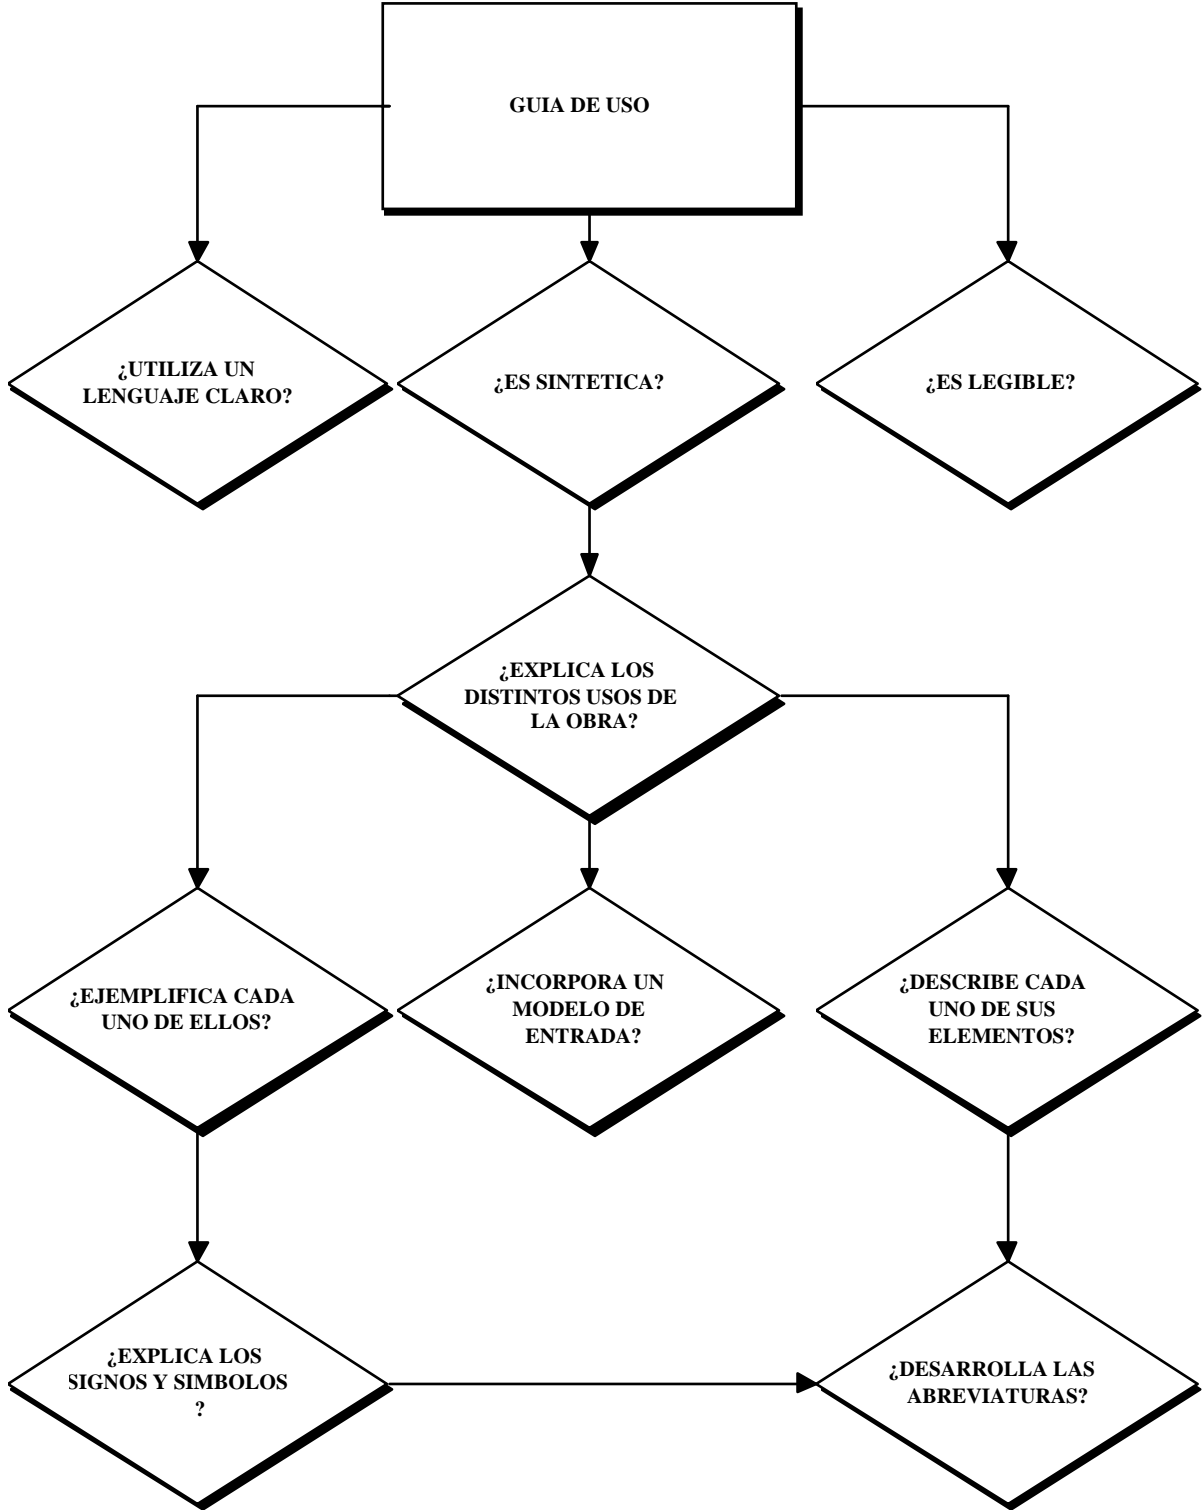 GUIA DE USO
¿UTILIZA UN
LENGUAJE CLARO?
¿ES SINTETICA?
¿ES LEGIBLE?
¿EXPLICA LOS
DISTINTOS USOS DE
LA OBRA?
¿EJEMPLIFICA CADA
UNO DE ELLOS?
¿INCORPORA UN
MODELO DE
ENTRADA?
¿DESCRIBE CADA
UNO DE SUS
ELEMENTOS?
¿EXPLICA LOS
SIGNOS Y SIMBOLOS
?
¿DESARROLLA LAS
ABREVIATURAS?